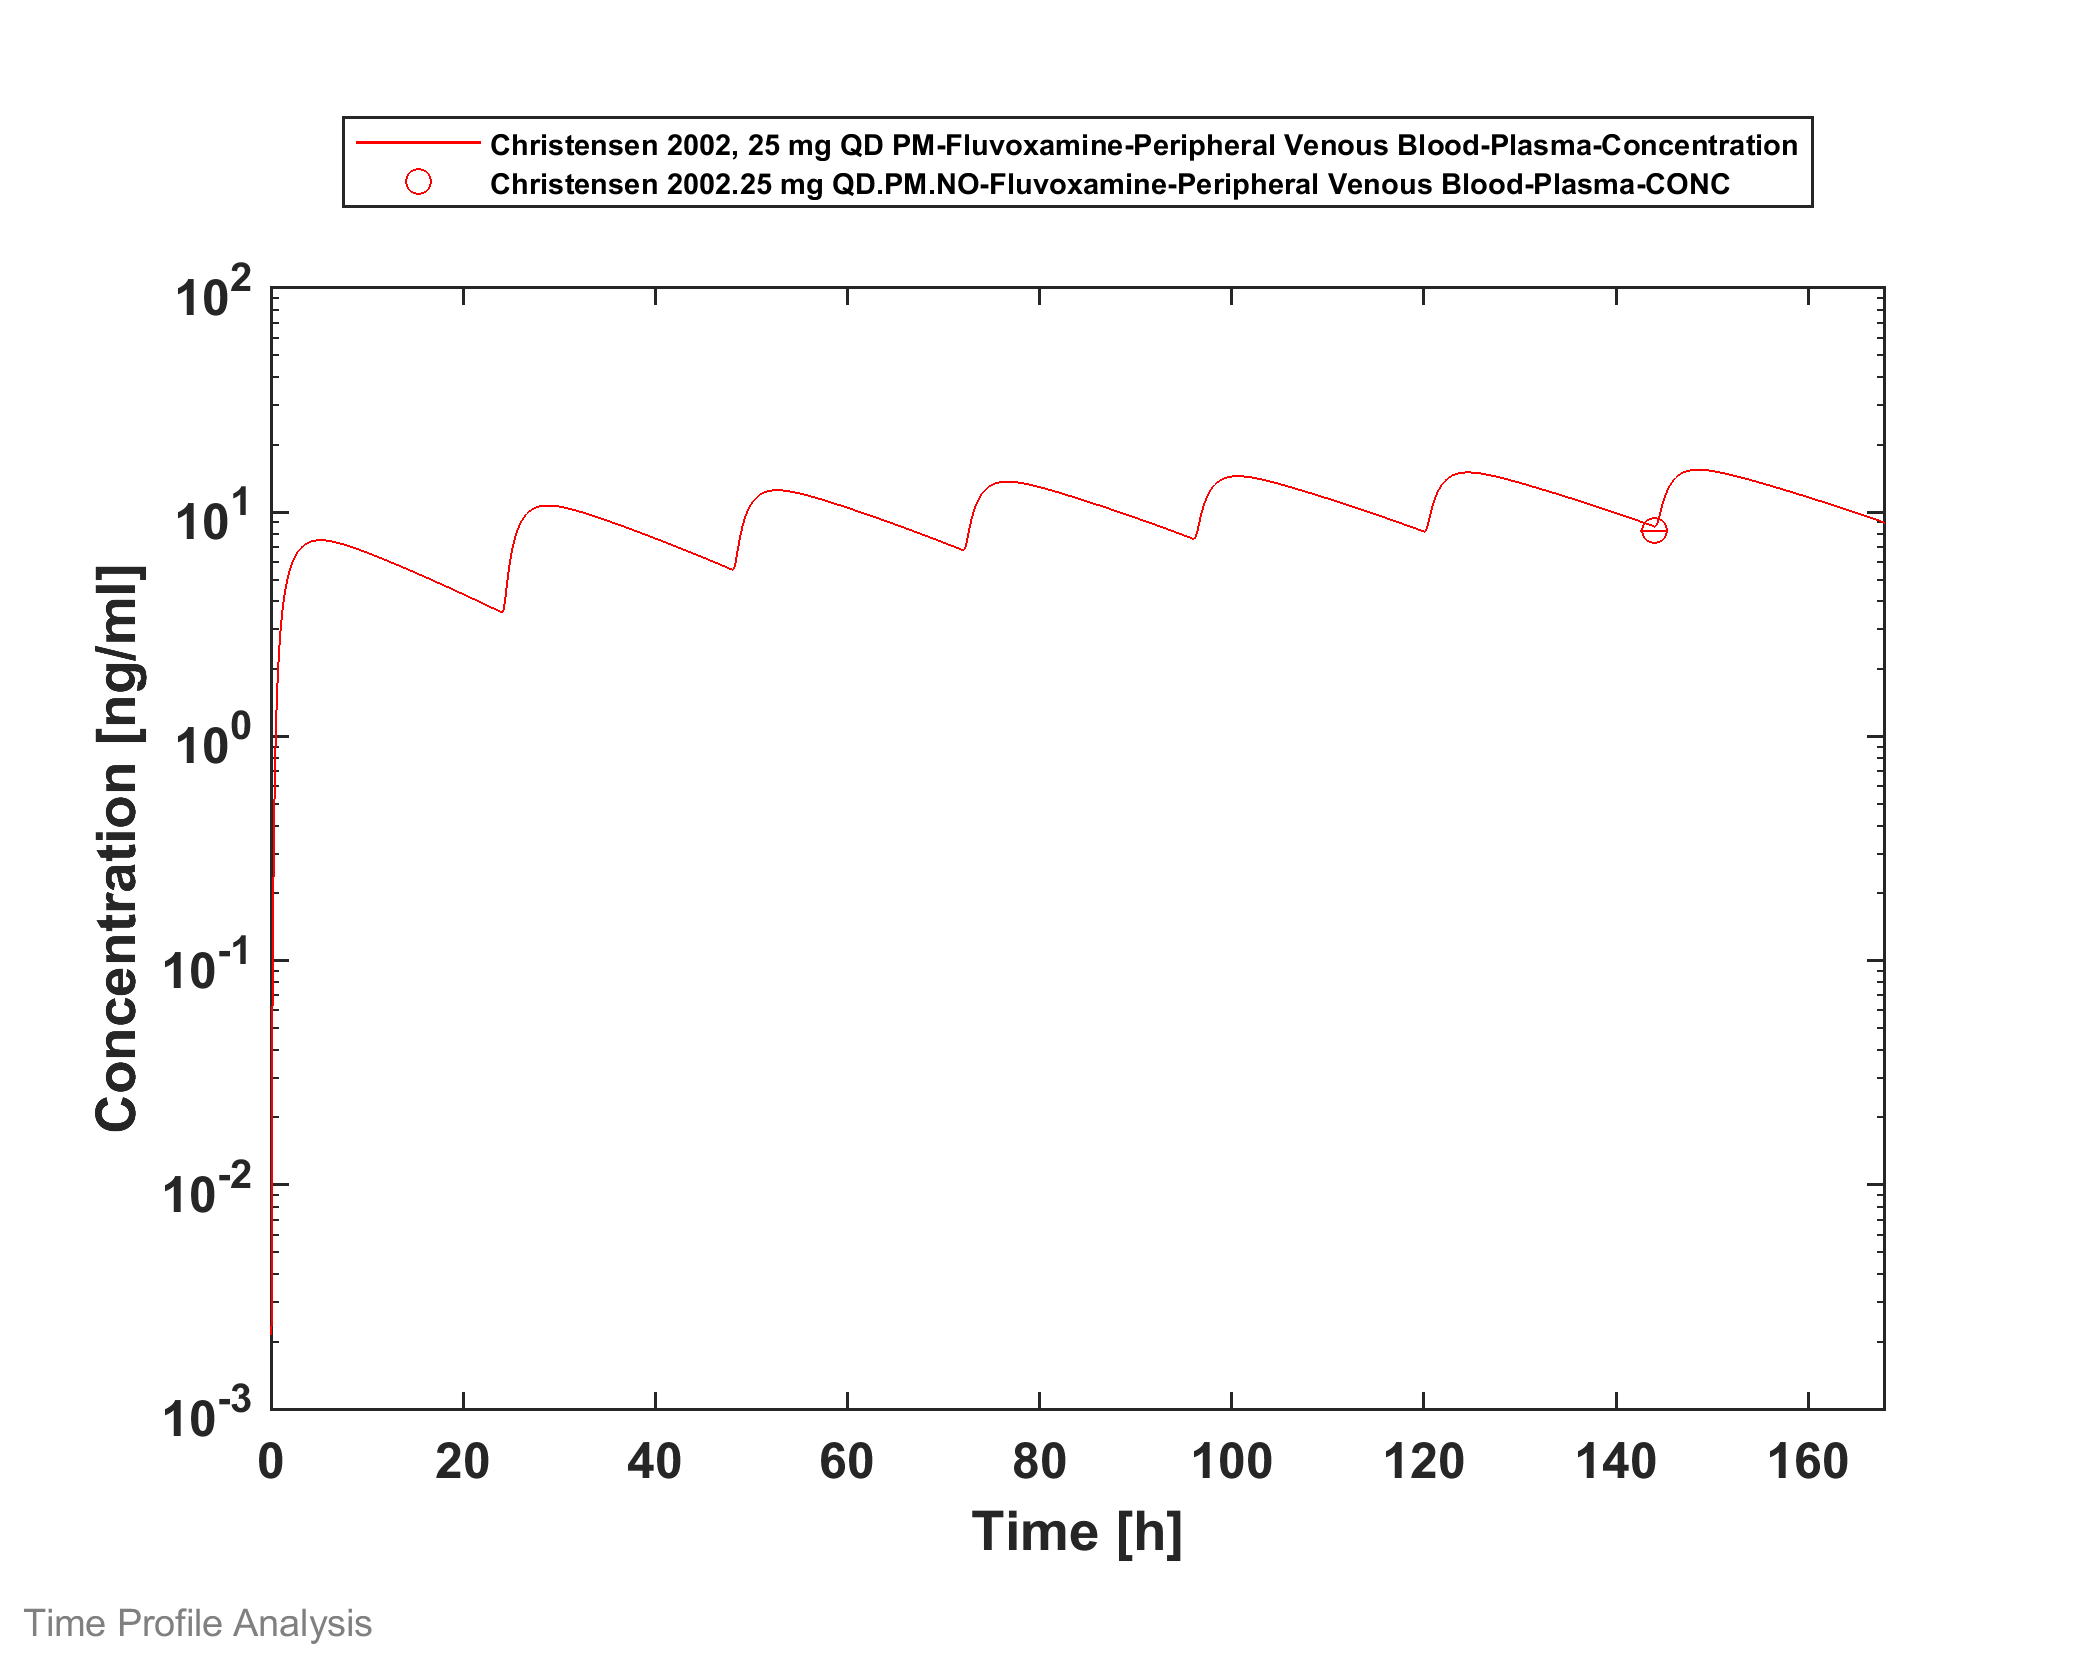 Christensen 2002, 25 mg QD PM-Fluvoxamine-Peripheral Venous Blood-Plasma-Concentration
Christensen 2002.25 mg QD.PM.NO-Fluvoxamine-Peripheral Venous Blood-Plasma-CONC
10^2
10^1
10^0
10^-1
10^-2
10^-3
Concentration [ng/ml]
0 20 40 60 80 100 120 140 160
Time [h]
Time Profile Analysis